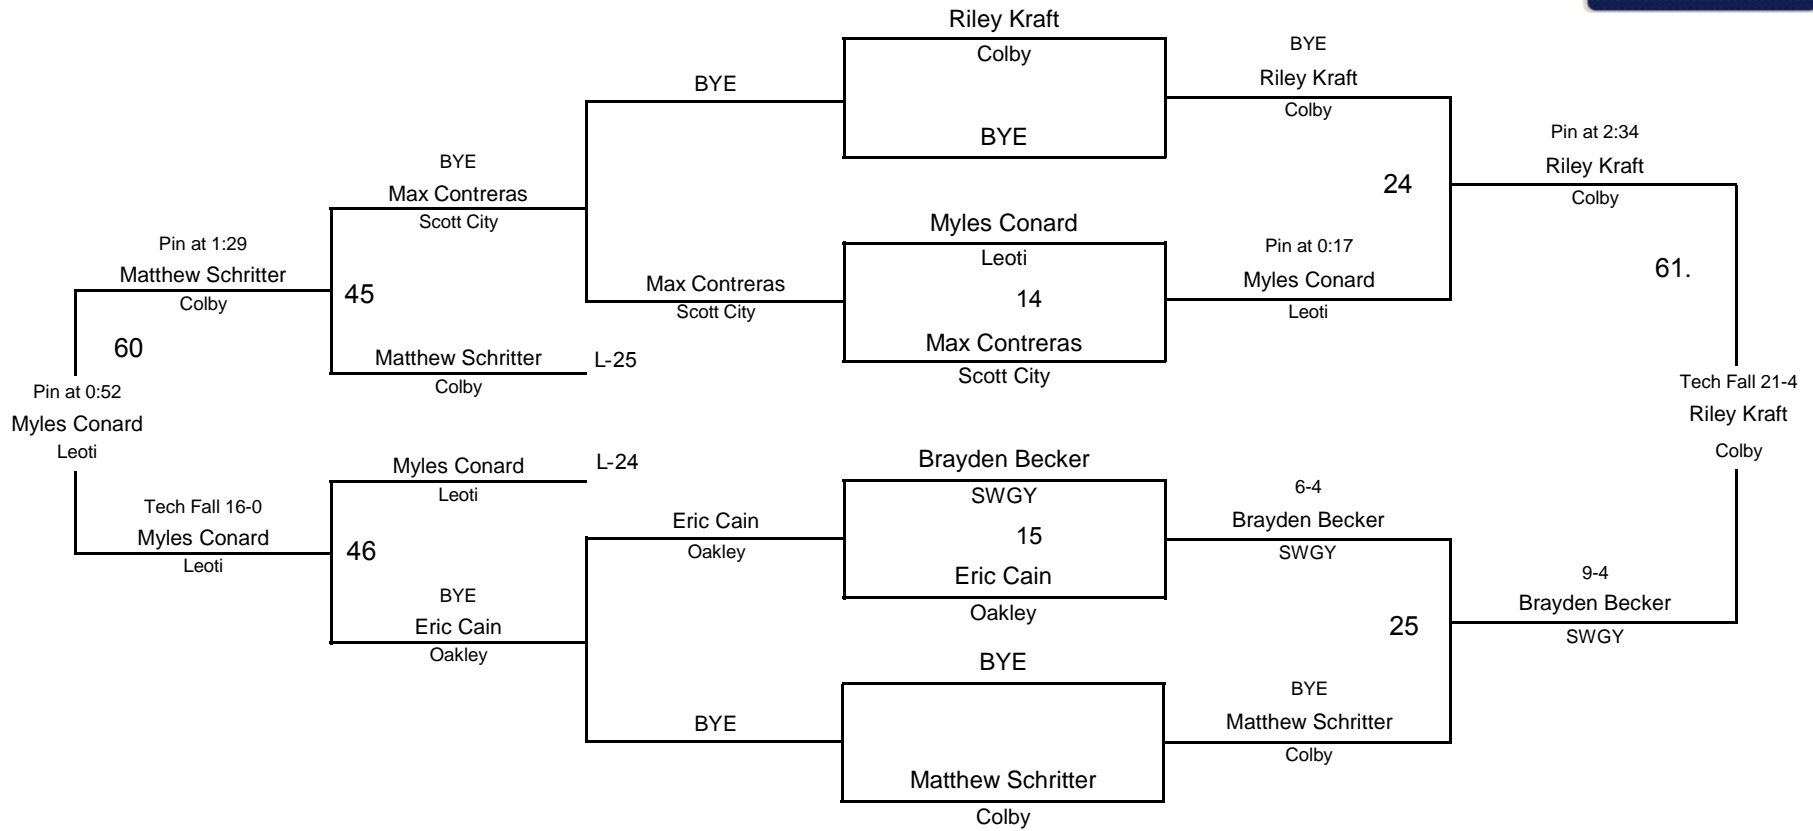 Riley Kraft
Colby
BYE
BYE
Riley Kraft
Colby
BYE
Pin at 2:34
Riley Kraft
Colby
BYE
Max Contreras
Scott City
24
Myles Conard
Leoti
14
Max Contreras
Scott City
Pin at 0:17
Myles Conard
Leoti
61.
Pin at 1:29
Matthew Schritter
Colby
45
Max Contreras
Scott City
60
Matthew Schritter
Colby
L-25
Pin at 0:52
Myles Conard
Leoti
Tech Fall 21-4
Riley Kraft
Colby
Myles Conard
Leoti
L-24
Brayden Becker
SWGY
15
Eric Cain
Oakley
6-4
Brayden Becker
SWGY
Tech Fall 16-0
Myles Conard
Leoti
46
Eric Cain
Oakley
BYE
Eric Cain
Oakley
9-4
Brayden Becker
SWGY
25
BYE
BYE
Matthew Schritter
Colby
BYE
Matthew Schritter
Colby